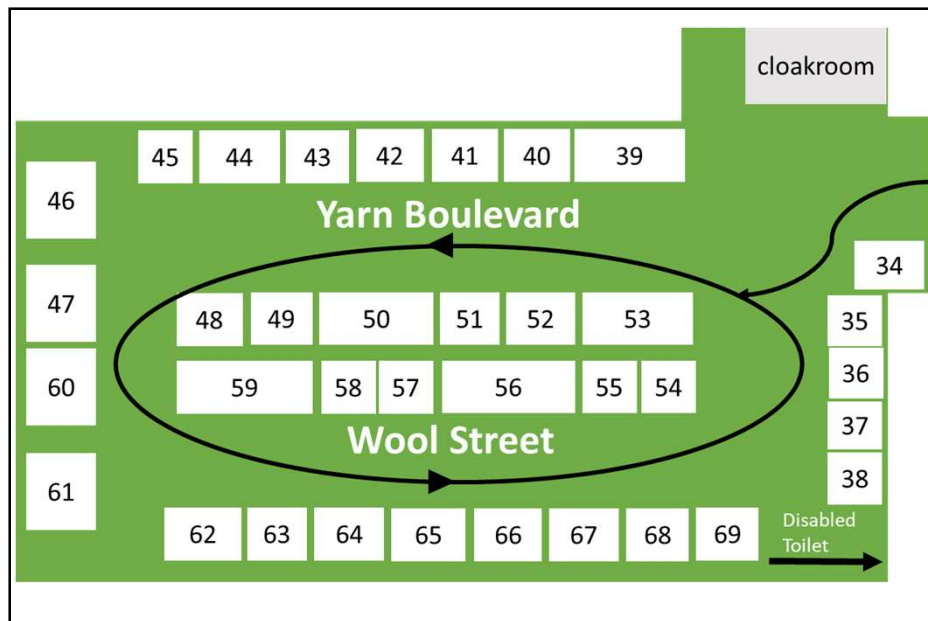 cloakroom
45 44 43 42 41 40 39
46
Yarn Boulevard
34
47
48 49 50 51 52 53
35
60
59 58 57 56 55 54
36
37
Wool Street
61
38
62 63 64 65 66 67 68 69
Disabled
Toilet